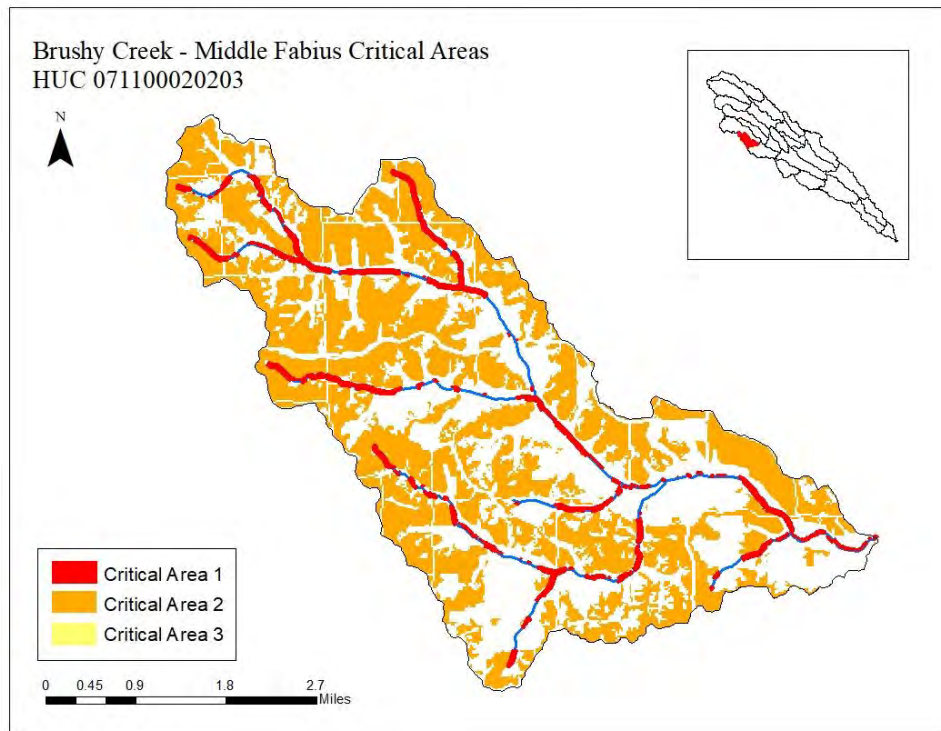 Brushy Creek - Middle Fabius Critical Areas
HUC 071100020203
N
Critical Area 1
Critical Area 2
Critical Area 3
0 0.45 0.9 1.8 2.7
Miles